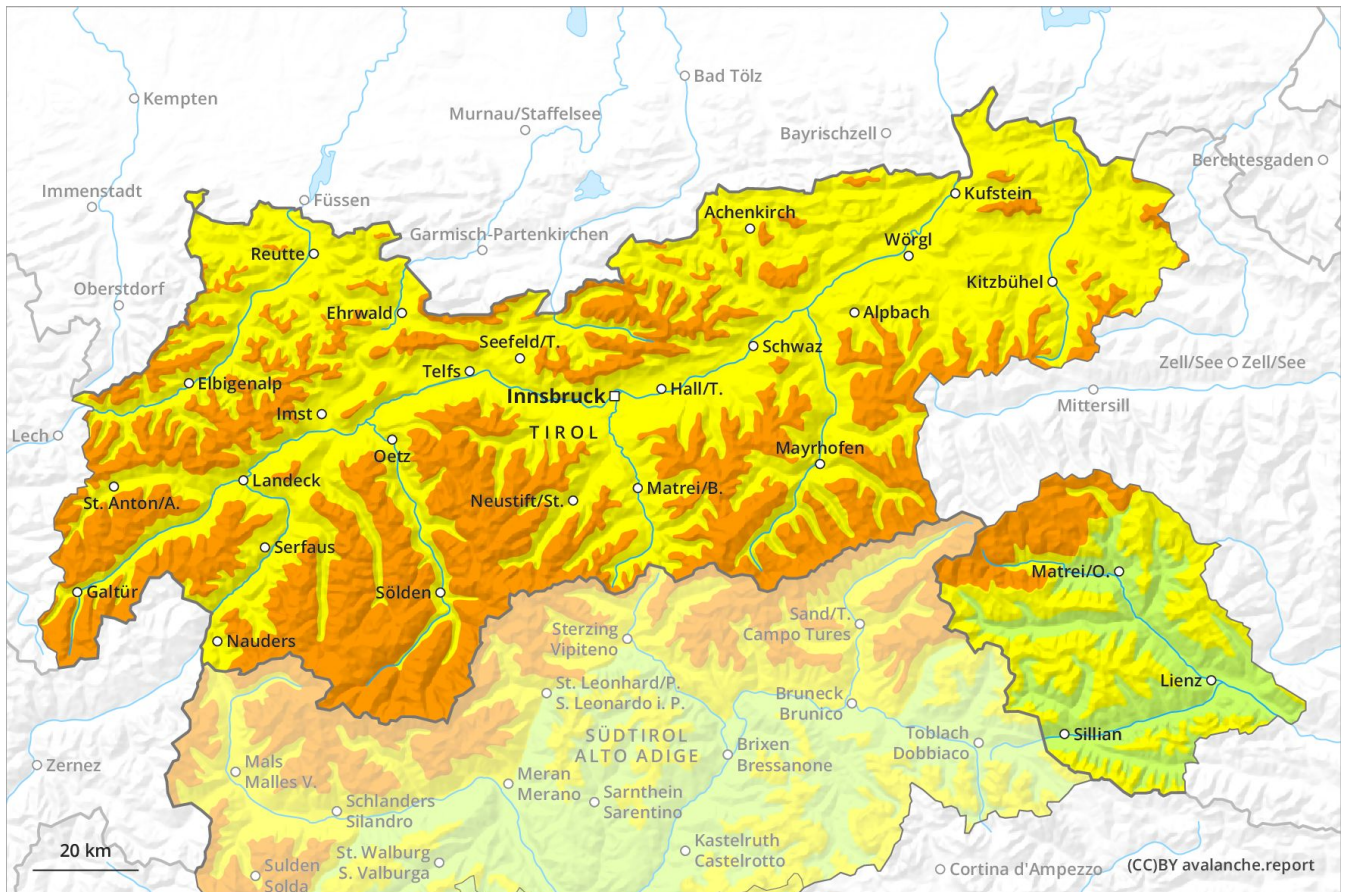 Bad Tölz
Kempten
Murnau/Staffelsee
Bayrischzell
Berchtesgaden
Immenstadt
Füssen
Kufstein
Achenkirch
Garmisch-Partenkirchen
Wörgl
Reutte
Oberstdorf
Kitzbühel
Ehrwald
Alpbach
Seefeld/T.
Schwaz
Zell/See
Zell/See
Telfs
Elbigenalp
Innsbruck
Hall/T.
Mittersill
Imst
TIROL
Lech
Mayrhofen
Oetz
Landeck
St. Anton/A.
Neustift/St.
Matrei/B.
Serfaus
Matrei/O.
Galtür
Sölden
Sand/T.
Campo Tures
Sterzing
Vipiteno
Nauders
Lienz
St. Leonhard/P.
S. Leonardo i. P.
Bruneck
Brunico
SÜDTIROL
ALTO ADIGE
Toblach
Dobbiaco
Sillian
Brixen
Bressanone
Zernez
Mals
Malles V.
Meran
Merano
Sarnthein
Sarentino
Schlanders
Silandro
Kastelruth
Castelrotto
20 km
St. Walburg
S. Valburga
Sulden
Solda
Cortina d'Ampezzo
(CC)BY avalanche.report